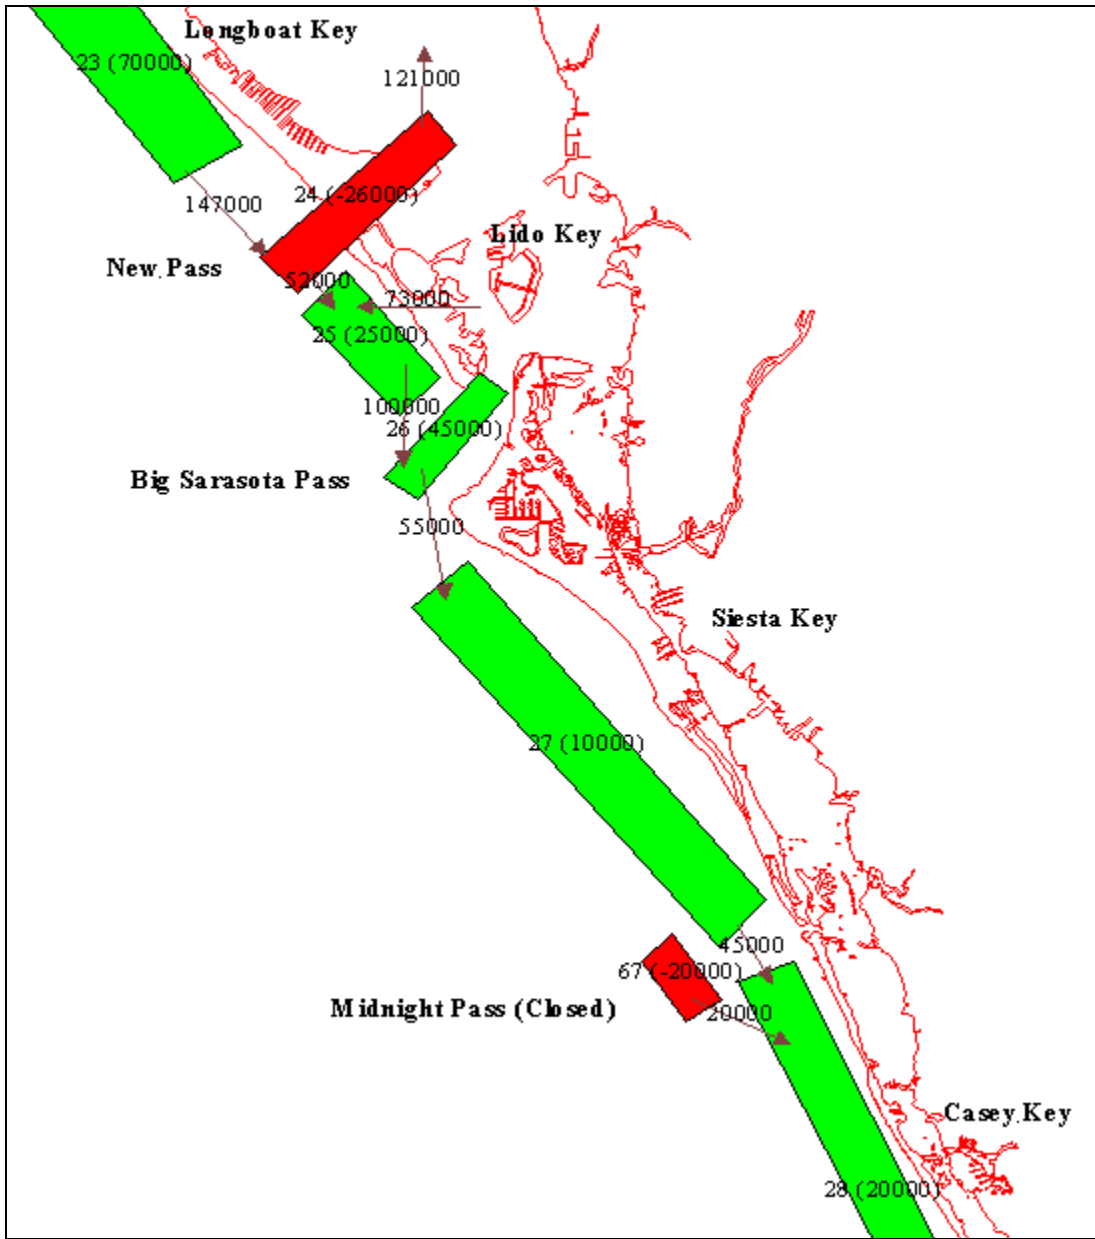 Longboat Key
23 (70000)
121000
24 (-26000)
147000
Lido Key
New Pass
52000
73000
25 (25000)
100000
26 (45000)
Big Sarasota Pass
55000
Siesta Key
27 (10000)
45000
67 (-20000)
Midnight Pass (Closed)
20000
Casey Key
28 (20000)